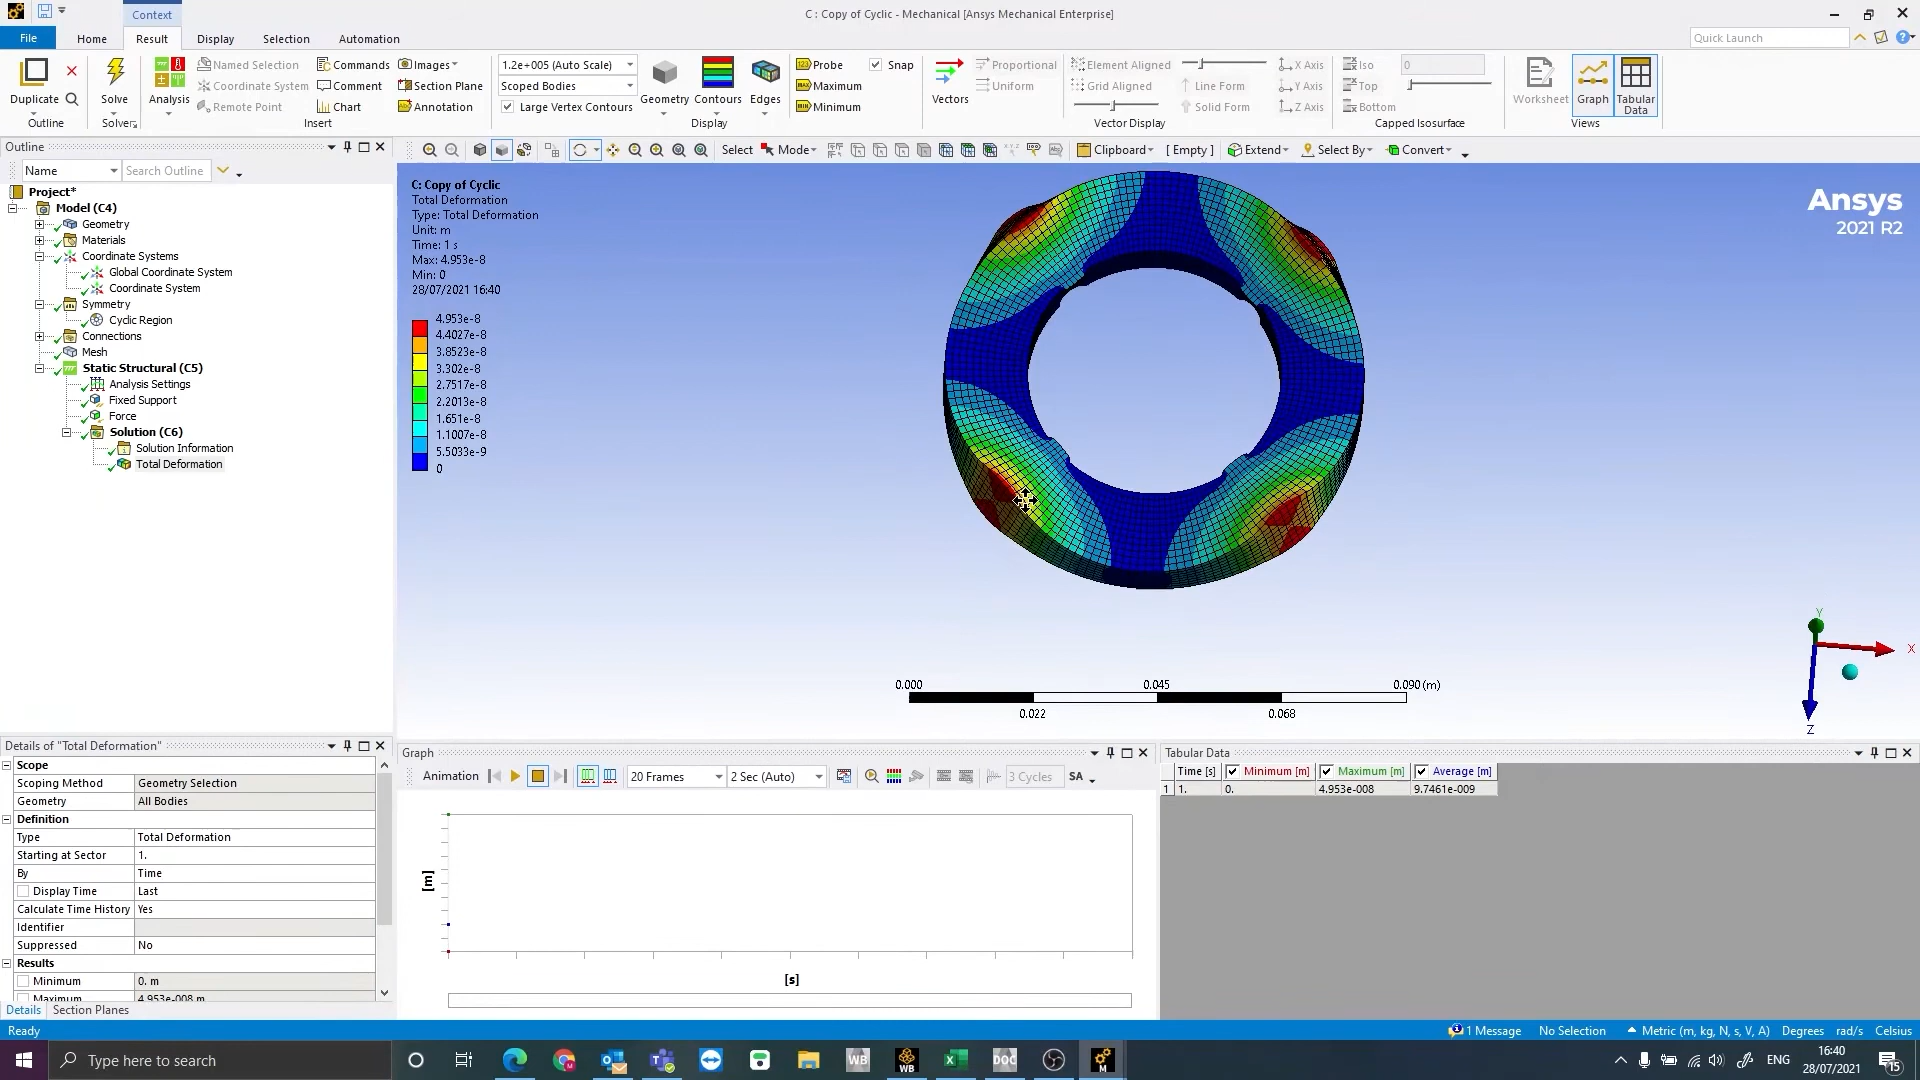 Context
C : Copy of Cyclic - Mechanical [Ansys Mechanical Enterprise]
File Home Result Display Selection Automation
Quick Launch
Duplicate
Outline
Solve
Solver
Analysis
Named Selection
Coordinate System
Remote Point
Commands
Comment
Chart
Images
Section Plane
Annotation
Insert
1.2e+005 (Auto Scale)
Scoped Bodies
Large Vertex Contours
Geometry Contours Edges
Display
Probe
Maximum
Minimum
Snap
Vectors
Proportional
Uniform
Element Aligned
Grid Aligned
Line Form
Solid Form
X Axis
Y Axis
Z Axis
Vector Display
Iso
Top
Bottom
0
Capped Isosurface
Worksheet
Graph
Tabular
Data
Views
Outline
Name
Search Outline
Select Mode Clipboard [ Empty ] Extend Select By Convert
Project*
Model (C4)
Geometry
Materials
Coordinate Systems
Global Coordinate System
Coordinate System
Symmetry
Cyclic Region
Connections
Mesh
Static Structural (C5)
Analysis Settings
Fixed Support
Force
Solution (C6)
Solution Information
Total Deformation
C: Copy of Cyclic
Total Deformation
Type: Total Deformation
Unit: m
Time: 1 s
Max: 4.953e-8
Min: 0
28/07/2021 16:40
4.953e-8
4.4027e-8
3.8523e-8
3.302e-8
2.7517e-8
2.2013e-8
1.651e-8
1.1007e-8
5.5033e-9
0
Ansys
2021 R2
Y
X
Z
0.000 0.045 0.090 (m)
0.022 0.068
Details of "Total Deformation"
Scope
Scoping Method Geometry Selection
Geometry All Bodies
Definition
Type Total Deformation
Starting at Sector 1.
By Time
Display Time Last
Calculate Time History Yes
Identifier
Suppressed No
Results
Minimum 0. m
Maximum 4.953e-008 m
Details Section Planes
Graph
Animation 20 Frames 2 Sec (Auto) 3 Cycles SA
[m]
[s]
Tabular Data
Time [s] Minimum [m] Maximum [m] Average [m]
1 1. 0. 4.953e-008 9.7461e-009
Ready
1 Message No Selection Metric (m, kg, N, s, V, A) Degrees rad/s Celsius
Type here to search
WB
WB
DOC
M
ENG
16:40
28/07/2021
15